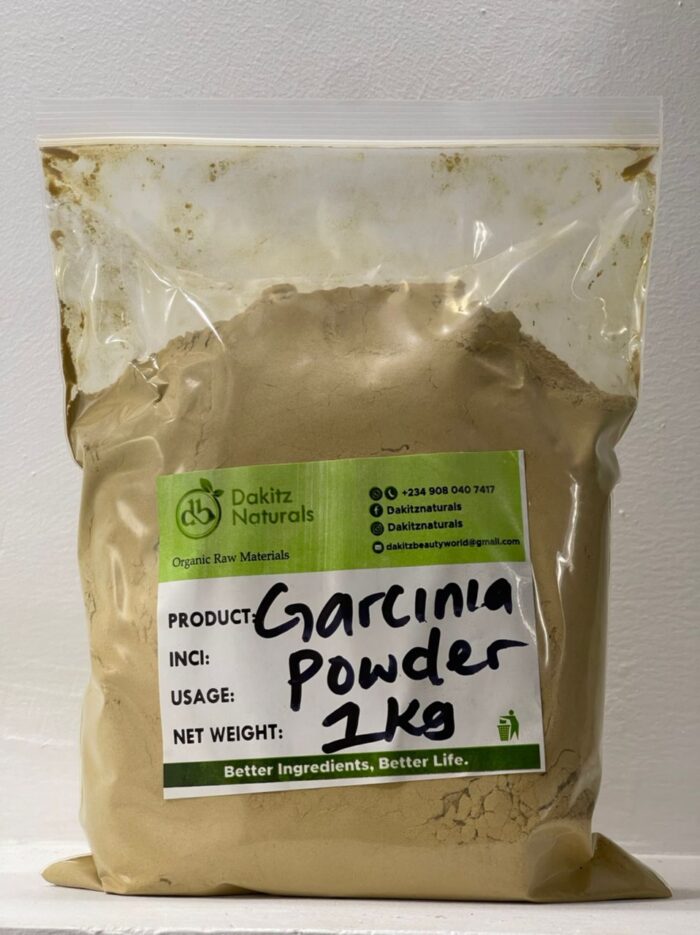 Dakitz
Naturals
Organic Raw Materials
+234 908 040 7417
Dakitznaturals
Dakitznaturals
dakitzbeautyworld@gmail.com
PRODUCT: Garcinia
INCI: Powder
USAGE:
NET WEIGHT: 1Kg
Better Ingredients, Better Life.